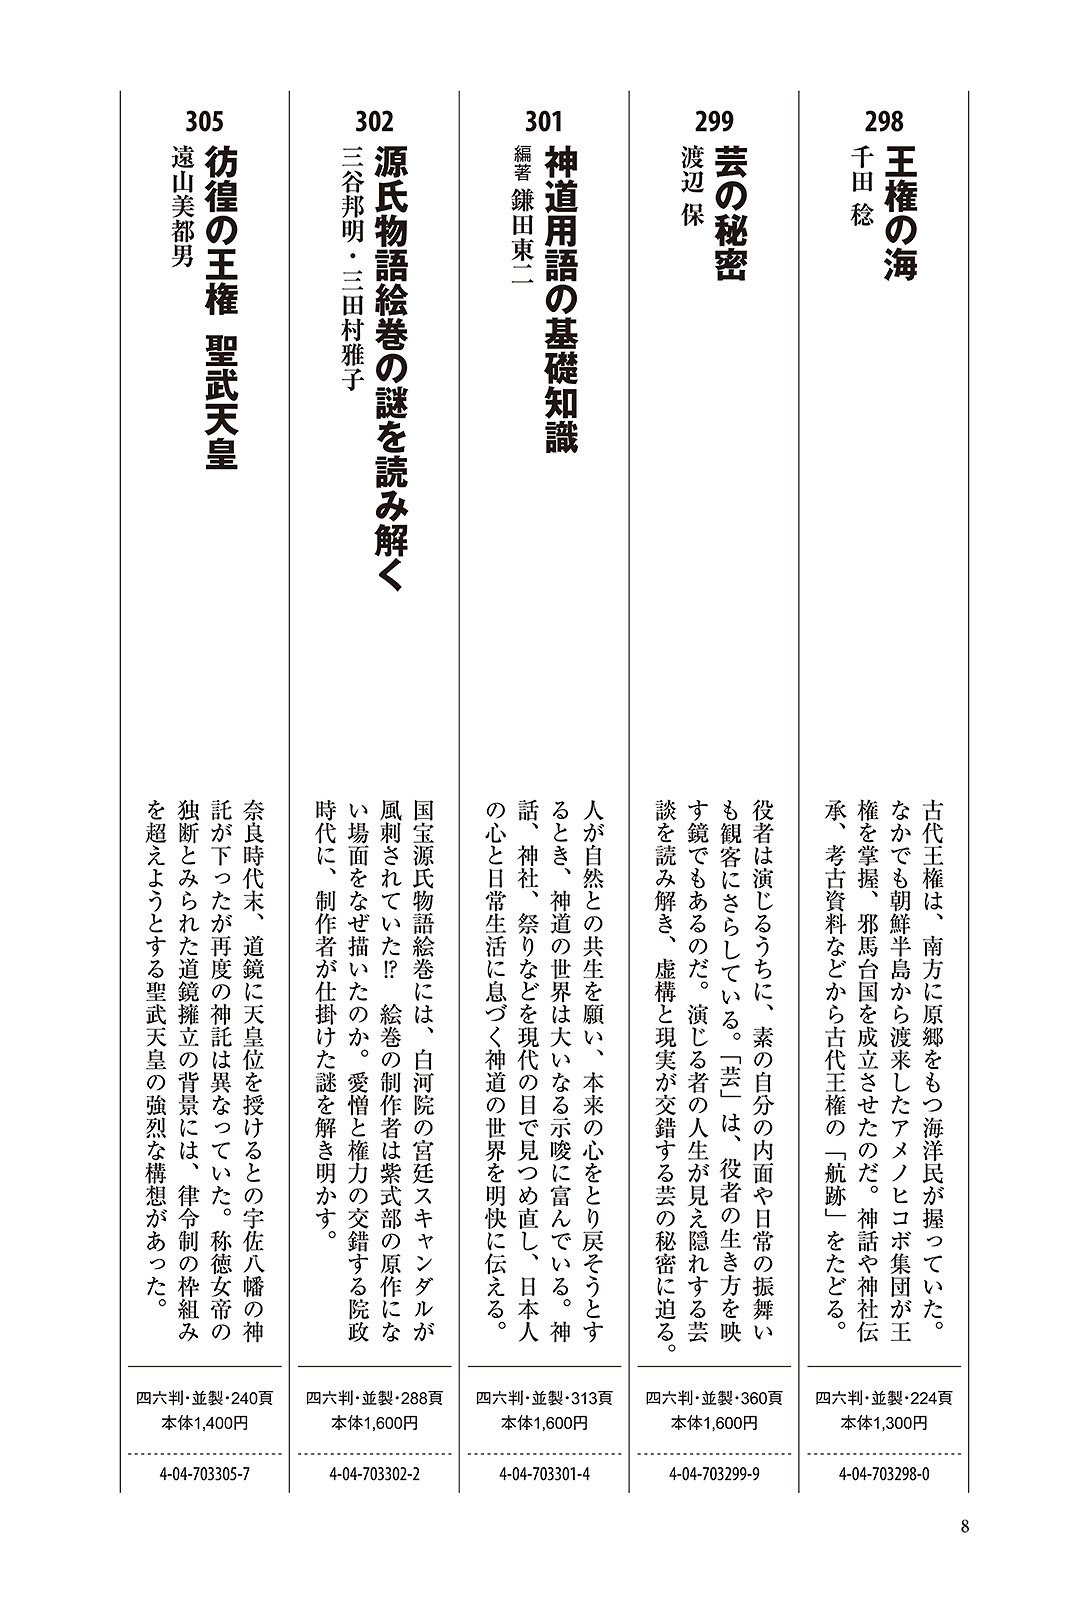 298
王権の海
千田 稔
古代王権は、南方に原郷をもつ海洋民が握っていた。
なかでも朝鮮半島から渡来したアメノヒコボ集団が王
権を掌握、邪馬台国を成立させたのだ。神話や神社伝
承、考古資料などから古代王権の「航跡」をたどる。
四六判・並製・224頁
本体1,300円
4-04-703298-0
299
芸の秘密
渡辺 保
役者は演じるうちに、素の自分の内面や日常の振舞い
も観客にさらしている。「芸」は、役者の生き方を映
す鏡でもあるのだ。演じる者の人生が見え隠れする芸
談を読み解き、虚構と現実が交錯する芸の秘密に迫る。
四六判・並製・360頁
本体1,600円
4-04-703299-9
301
神道用語の基礎知識
編著 鎌田東二
人が自然との共生を願い、本来の心をとり戻そうとす
るとき、神道の世界は大いなる示唆に富んでいる。神
話、神社、祭りなどを現代の目で見つめ直し、日本人
の心と日常生活に息づく神道の世界を明快に伝える。
四六判・並製・313頁
本体1,600円
4-04-703301-4
302
源氏物語絵巻の謎を読み解く
三谷邦明・三田村雅子
国宝源氏物語絵巻には、白河院の宮廷スキャンダルが
風刺されていた!? 絵巻の制作者は紫式部の原作にな
い場面をなぜ描いたのか。愛憎と権力の交錯する院政
時代に、制作者が仕掛けた謎を解き明かす。
四六判・並製・288頁
本体1,600円
4-04-703302-2
305
彷徨の王権 聖武天皇
遠山美都男
奈良時代末、道鏡に天皇位を授けるとの宇佐八幡の神
託が下ったが再度の神託は異なっていた。称徳女帝の
独断とみられた道鏡擁立の背景には、律令制の枠組み
を超えようとする聖武天皇の強烈な構想があった。
四六判・並製・240頁
本体1,400円
4-04-703305-7
8